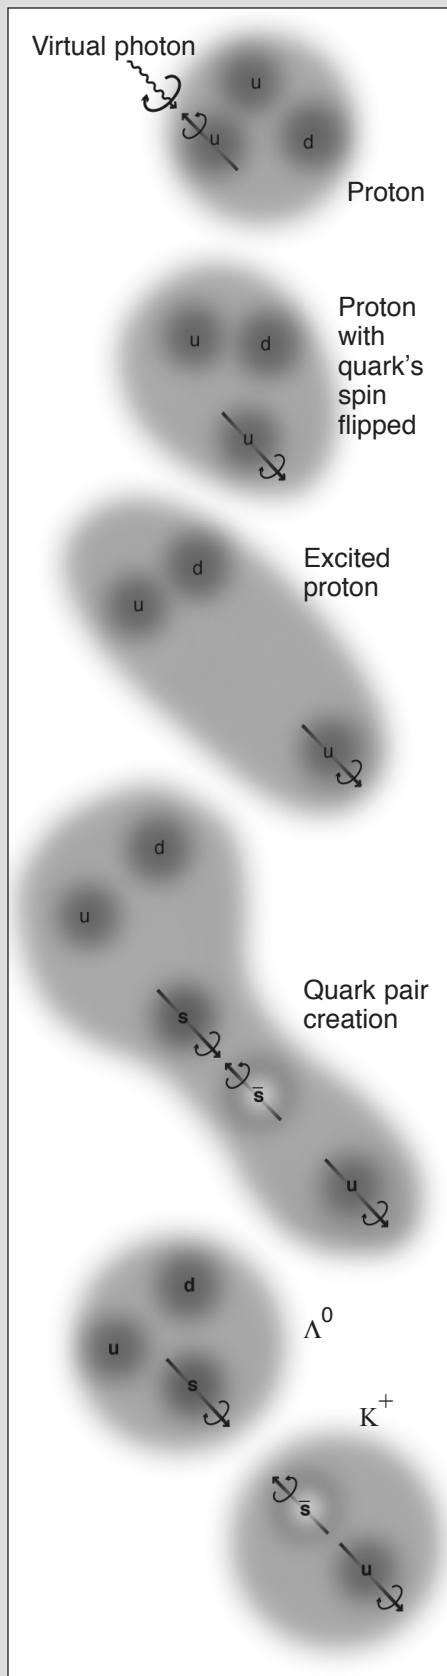 Virtual photon
u
u
d
Proton
Proton
with
quark's
spin
flipped
u
d
u
Excited
proton
d
u
u
d
u
Quark pair
creation
s
s̅
u
d
Λ⁰
u
s
K⁺
s̅
u